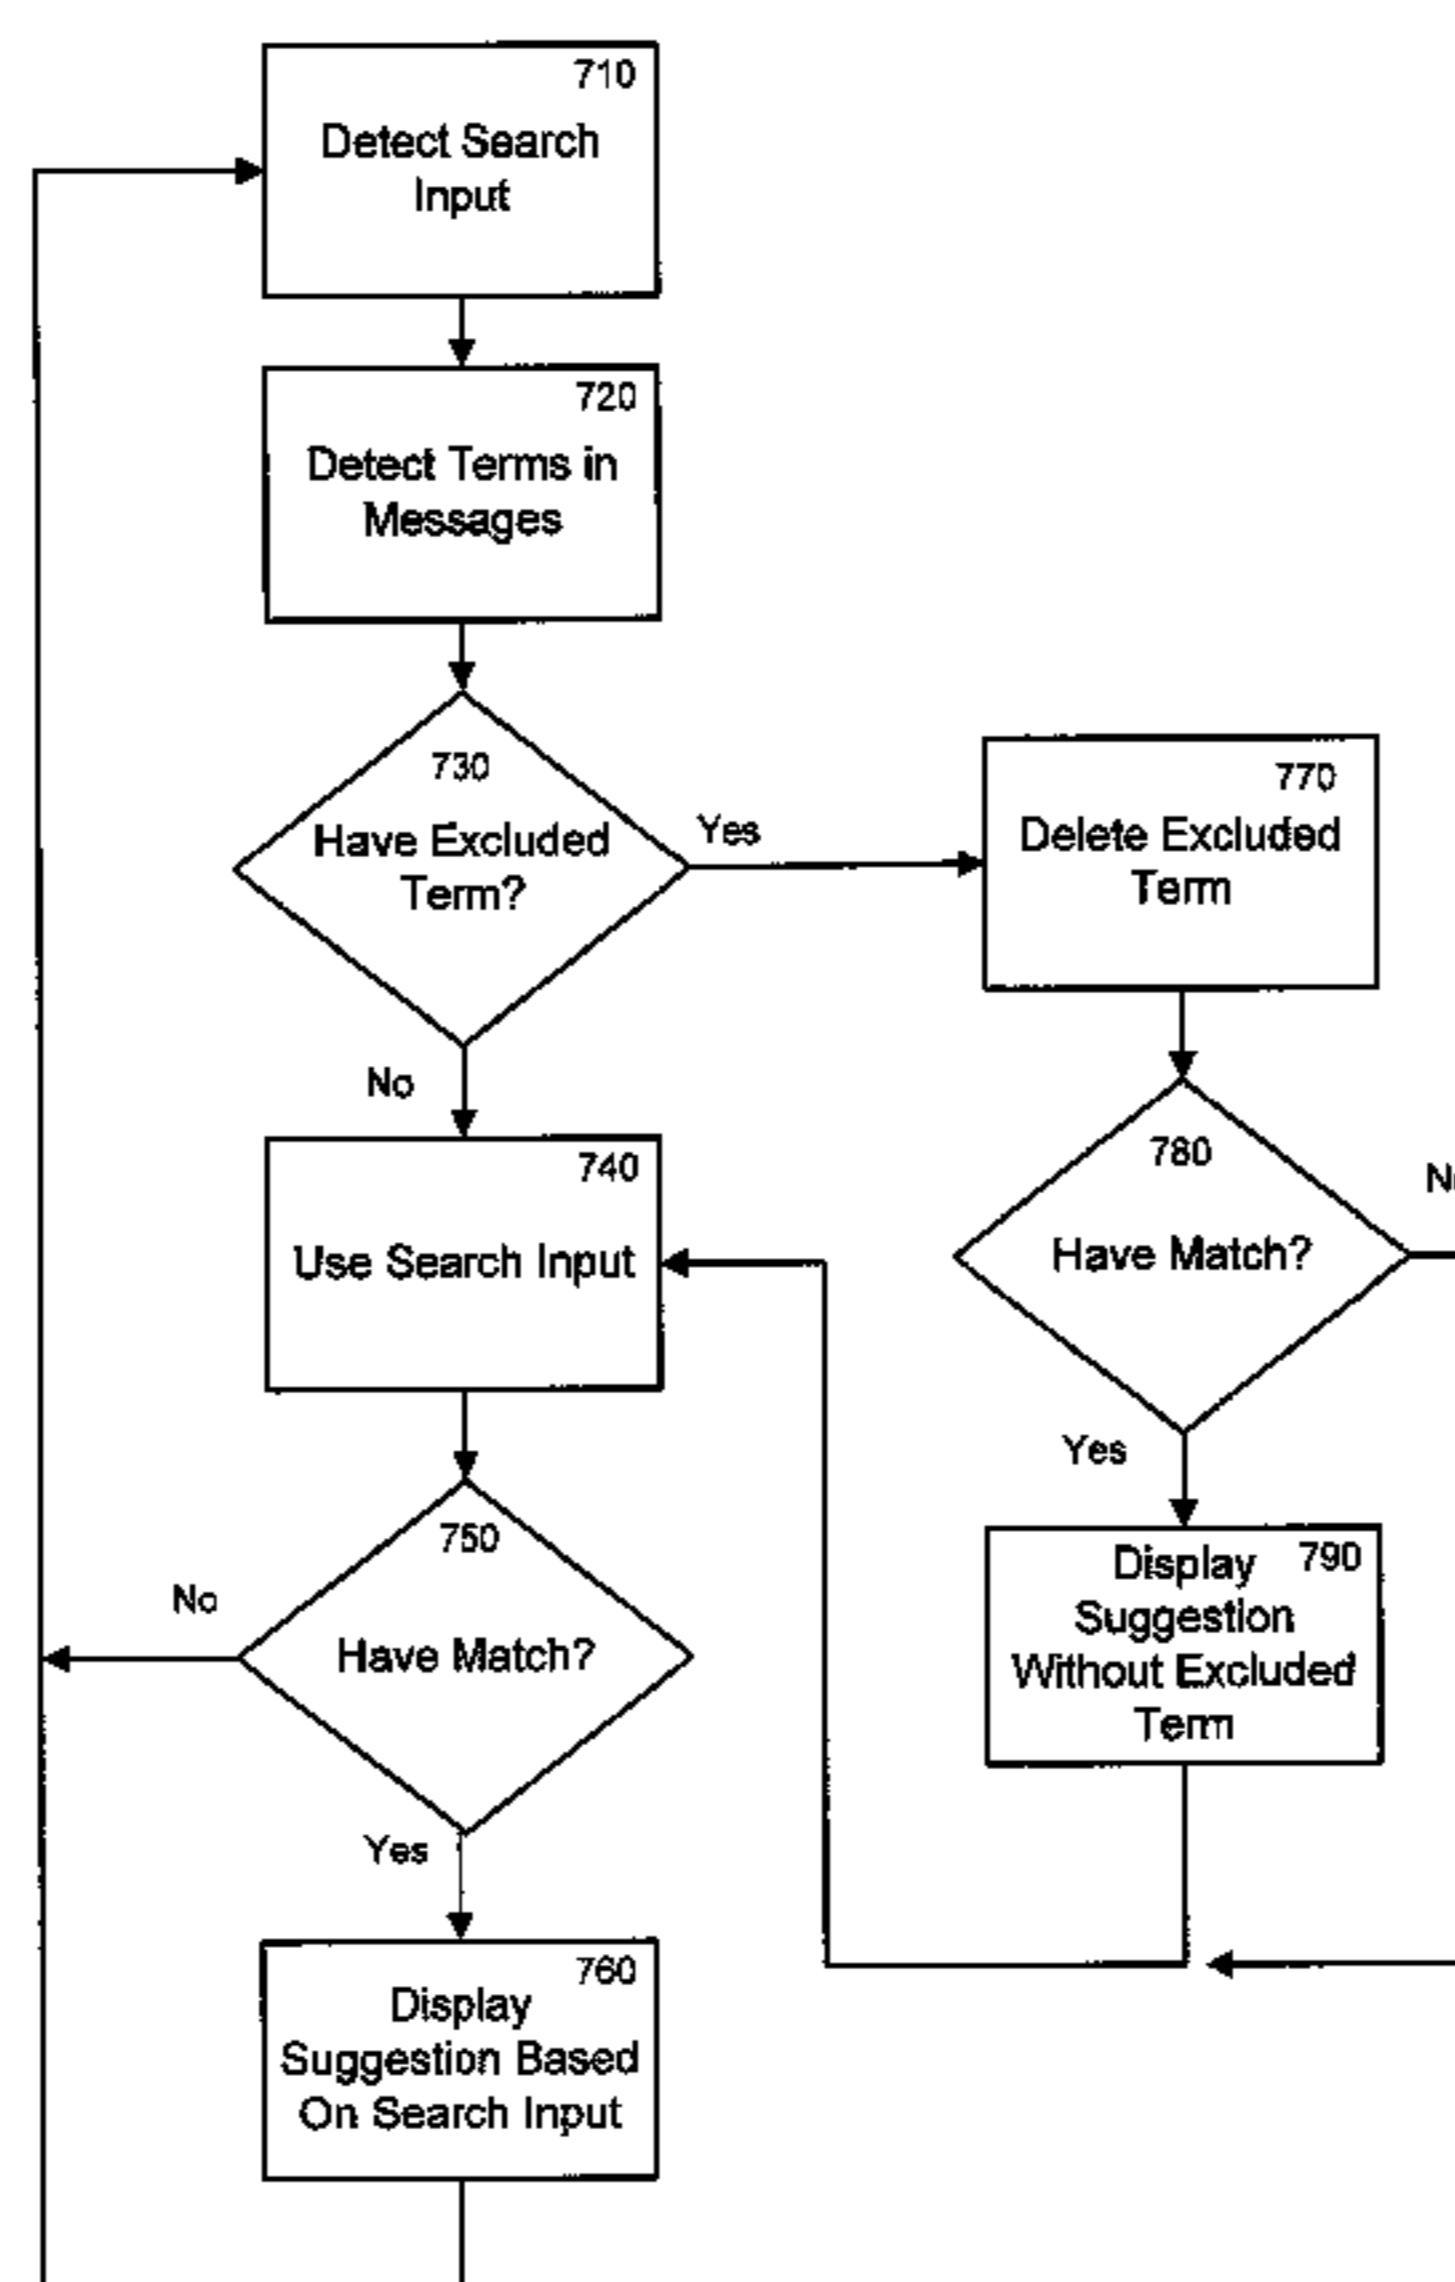 710
Detect Search
Input
720
Detect Terms in
Messages
730
Have Excluded
Term?
Yes
No
770
Delete Excluded
Term
740
Use Search Input
780
Have Match?
Yes
750
Have Match?
No
Yes
790
Display
Suggestion
Without Excluded
Term
760
Display
Suggestion Based
On Search Input